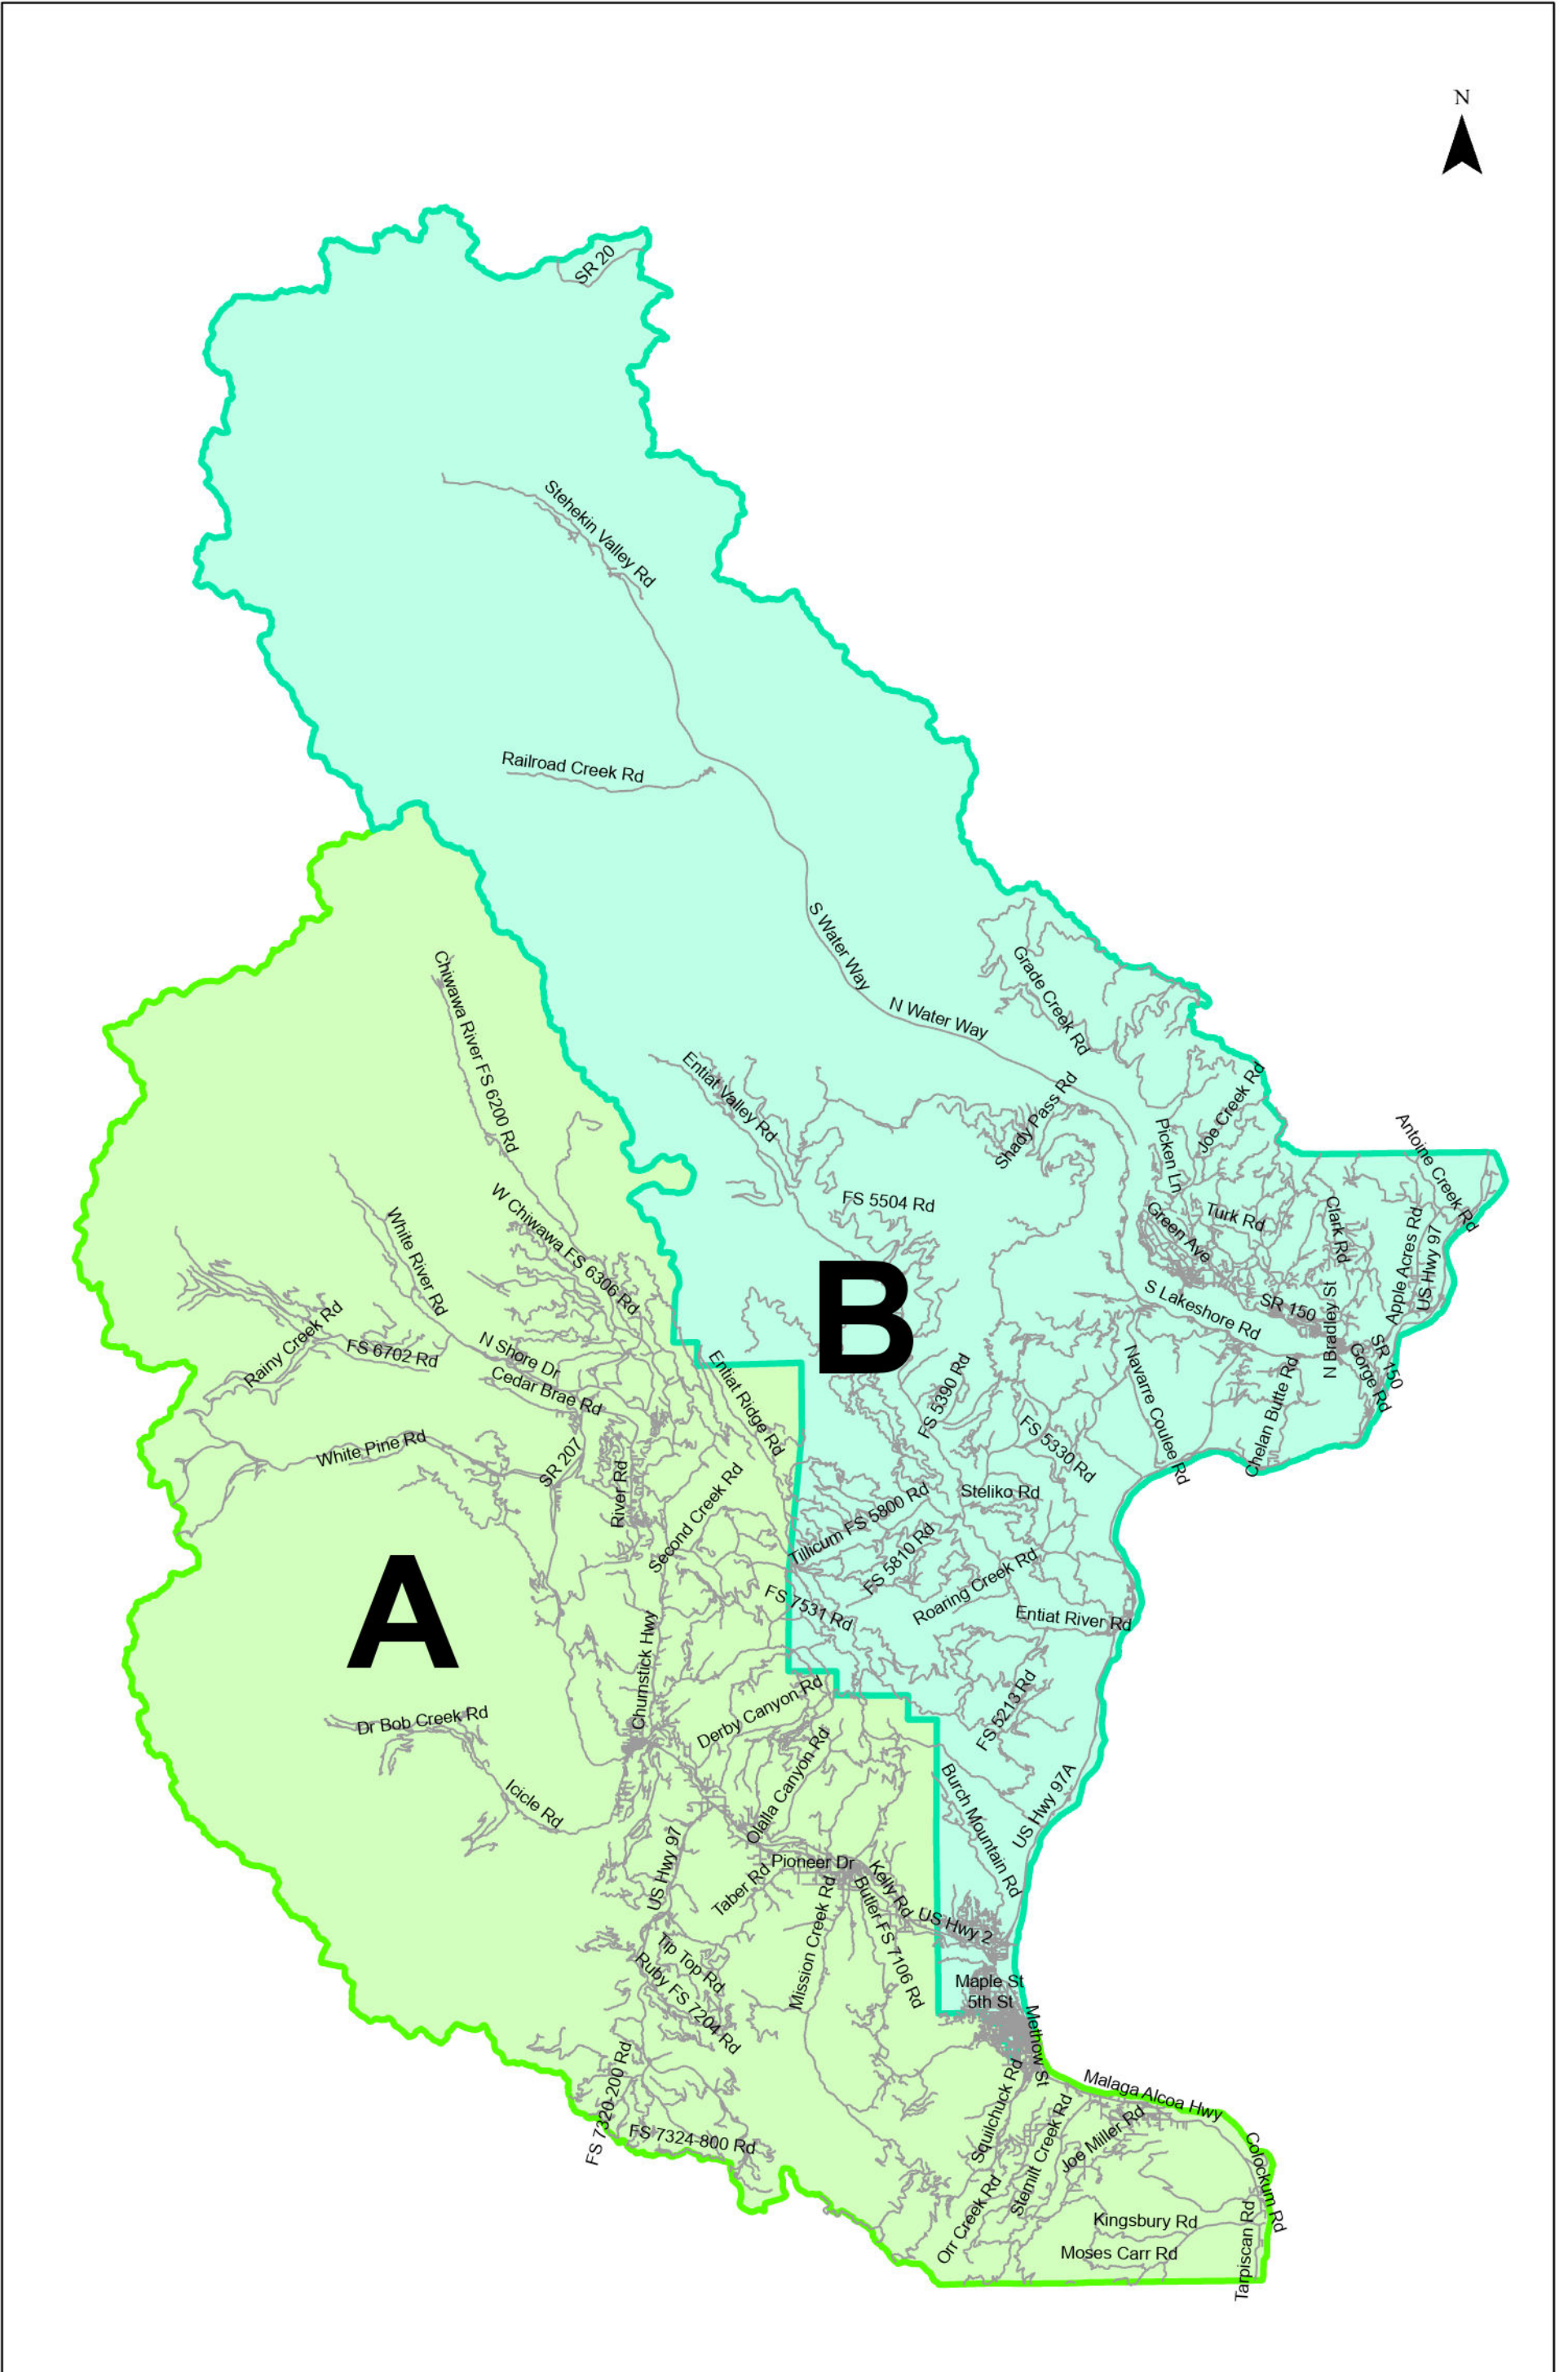 N
SR 20
Stehekin Valley Rd
Railroad Creek Rd
S Water Way
Grade Creek Rd
Chiwawa River FS 6200 Rd
N Water Way
Entiat Valley Rd
Shady Pass Rd
Joe Creek Rd
Picken Ln
Antoine Creek Rd
W Chiwawa FS 6306 Rd
White River Rd
FS 5504 Rd
Green Ave
Turk Rd
Clark Rd
Apple Acres Rd
US Hwy 97
B
S Lakeshore Rd
SR 150
N Bradley St
SR 150
Gorge Rd
Rainy Creek Rd
FS 6702 Rd
N Shore Dr
Cedar Brae Rd
Entiat Ridge Rd
FS 5390 Rd
Navarre Coulee Rd
Chelan Butte Rd
White Pine Rd
SR 207
River Rd
Second Creek Rd
FS 5330 Rd
Steliko Rd
Tillicum FS 5800 Rd
FS 5810 Rd
Roaring Creek Rd
A
FS 7531 Rd
Entiat River Rd
Chumstick Hwy
Derby Canyon Rd
FS 5213 Rd
Dr Bob Creek Rd
Icicle Rd
Olalla Canyon Rd
Burch Mountain Rd
US Hwy 97A
US Hwy 97
Taber Rd
Pioneer Dr
Kelly Rd
Butler-FS 7106 Rd
Mission Creek Rd
US Hwy 2
Tip Top Rd
Ruby FS 7204 Rd
Maple St
5th St
Methow St
FS 7320-200 Rd
FS 7324-800 Rd
Squilchuck Rd
Stemilt Creek Rd
Malaga Alcoa Hwy
Joe Miller Rd
Colockum Rd
Orr Creek Rd
Kingsbury Rd
Moses Carr Rd
Tarpiscan Rd